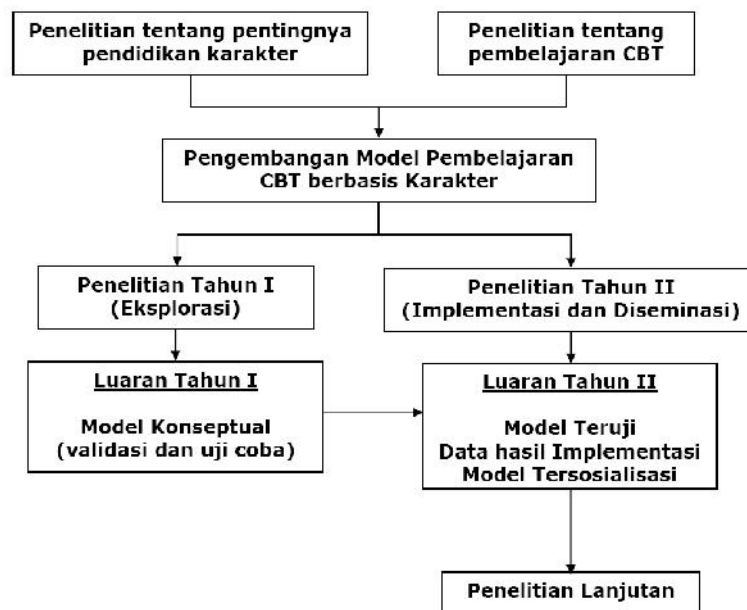 Penelitian tentang pentingnya
pendidikan karakter
Penelitian tentang
pembelajaran CBT
Pengembangan Model Pembelajaran
CBT berbasis Karakter
Penelitian Tahun I
(Eksplorasi)
Penelitian Tahun II
(Implementasi dan Diseminasi)
Luaran Tahun I
Model Konseptual
(validasi dan uji coba)
Luaran Tahun II
Model Teruji
Data hasil Implementasi
Model Tersosialisasi
Penelitian Lanjutan